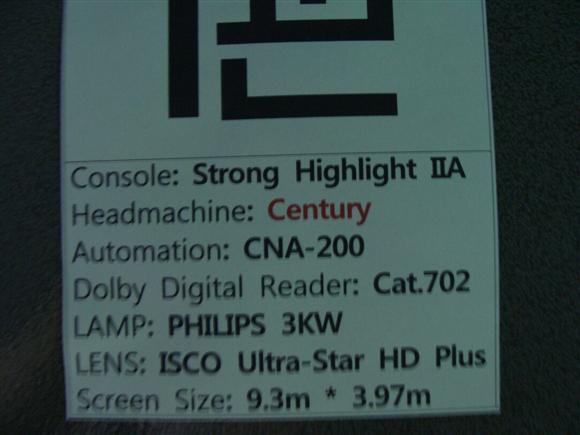 Console: Strong Highlight IIA
Headmachine: Century
Automation: CNA-200
Dolby Digital Reader: Cat.702
LAMP: PHILIPS 3KW
LENS: ISCO Ultra-Star HD Plus
Screen Size: 9.3m * 3.97m